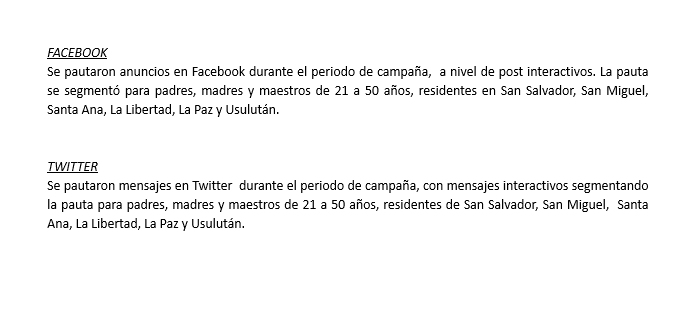 FACEBOOK
Se pautaron anuncios en Facebook durante el periodo de campaña,  a nivel de post interactivos. La pauta
se segmentó para padres, madres y maestros de 21 a 50 años, residentes en San Salvador, San Miguel,
Santa Ana, La Libertad, La Paz y Usulután.
TWITTER
Se pautaron mensajes en Twitter  durante el periodo de campaña, con mensajes interactivos segmentando
la pauta para padres, madres y maestros de 21 a 50 años, residentes de San Salvador, San Miguel,  Santa
Ana, La Libertad, La Paz y Usulután.